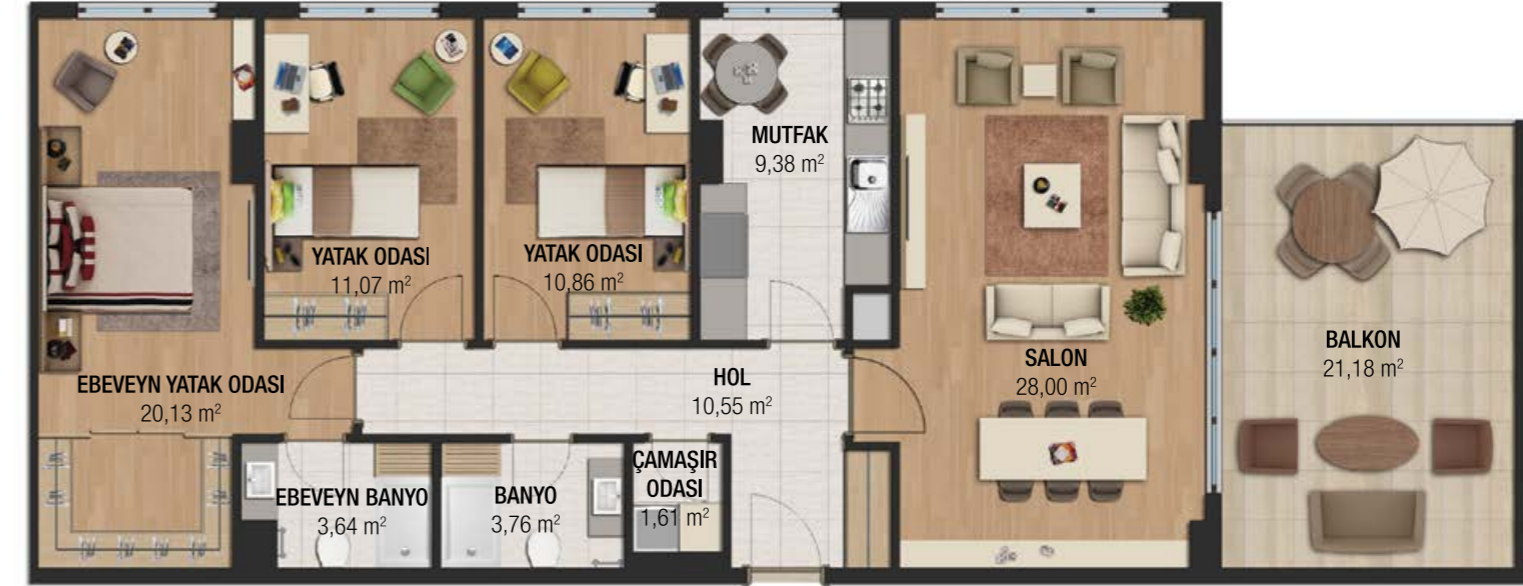 MUTFAK
9,38 m²
YATAK ODASI
11,07 m²
YATAK ODASI
10,86 m²
BALKON
21,18 m²
SALON
28,00 m²
HOL
10,55 m²
EBEVEYN YATAK ODASI
20,13 m²
ÇAMAŞIR
ODASI
1,61 m²
EBEVEYN BANYO
3,64 m²
BANYO
3,76 m²